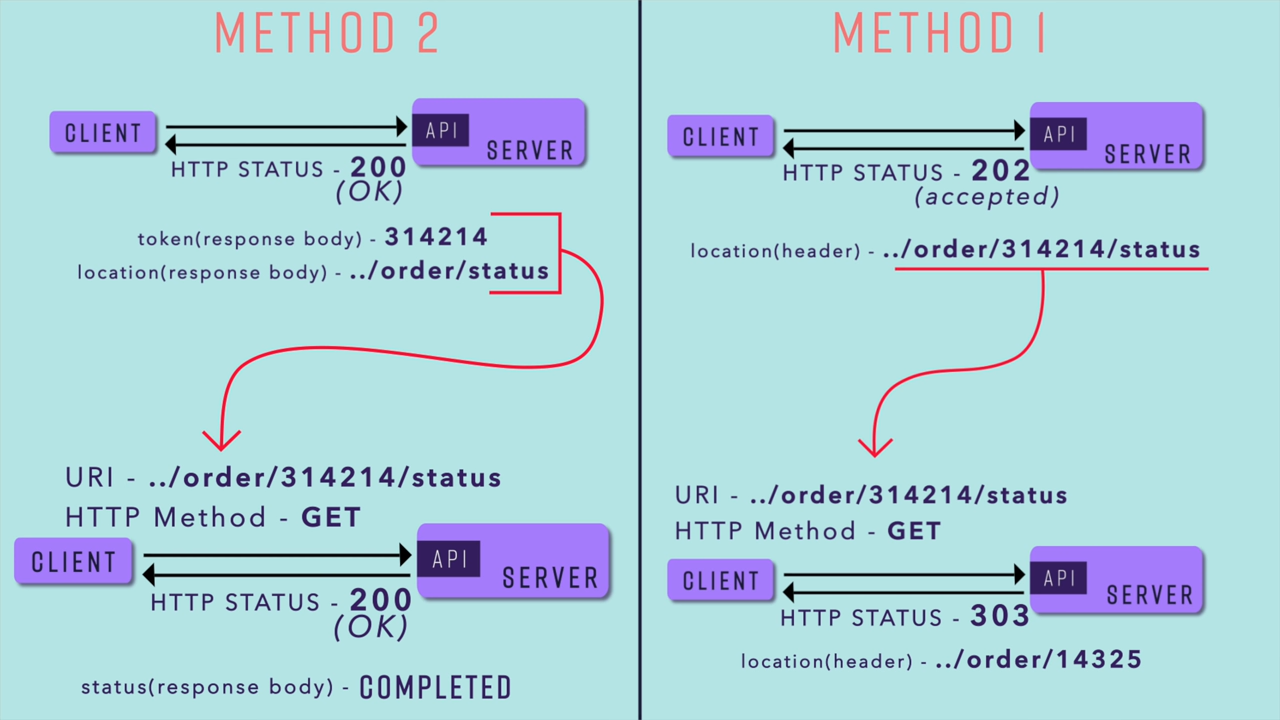 METHOD 2
CLIENT
API
SERVER
HTTP STATUS - 200
(OK)
token(response body) - 314214
location(response body) - ../order/status
URI - ../order/314214/status
HTTP Method - GET
CLIENT
API
SERVER
HTTP STATUS - 200
(OK)
status(response body) - COMPLETED
METHOD 1
CLIENT
API
SERVER
HTTP STATUS - 202
(accepted)
location(header) - ../order/314214/status
URI - ../order/314214/status
HTTP Method - GET
CLIENT
API
SERVER
HTTP STATUS - 303
location(header) - ../order/14325